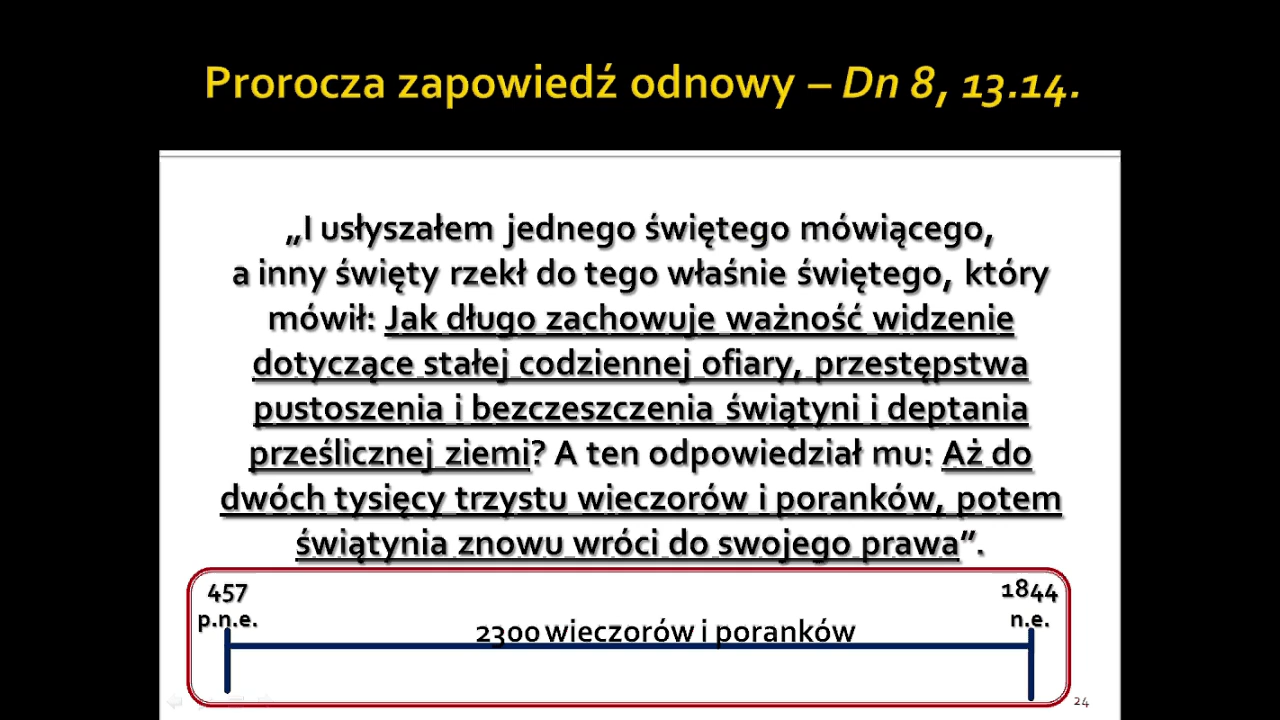 Prorocza zapowiedź odnowy – Dn 8, 13.14.
„I usłyszałem jednego świętego mówiącego,
a inny święty rzekł do tego właśnie świętego, który
mówił: Jak długo zachowuje ważność widzenie
dotyczące stałej codziennej ofiary, przestępstwa
pustoszenia i bezczeszczenia świątyni i deptania
prześlicznej ziemi? A ten odpowiedział mu: Aż do
dwóch tysięcy trzystu wieczorów i poranków, potem
świątynia znowu wróci do swojego prawa”.
457
p.n.e.
1844
n.e.
2300 wieczorów i poranków
24